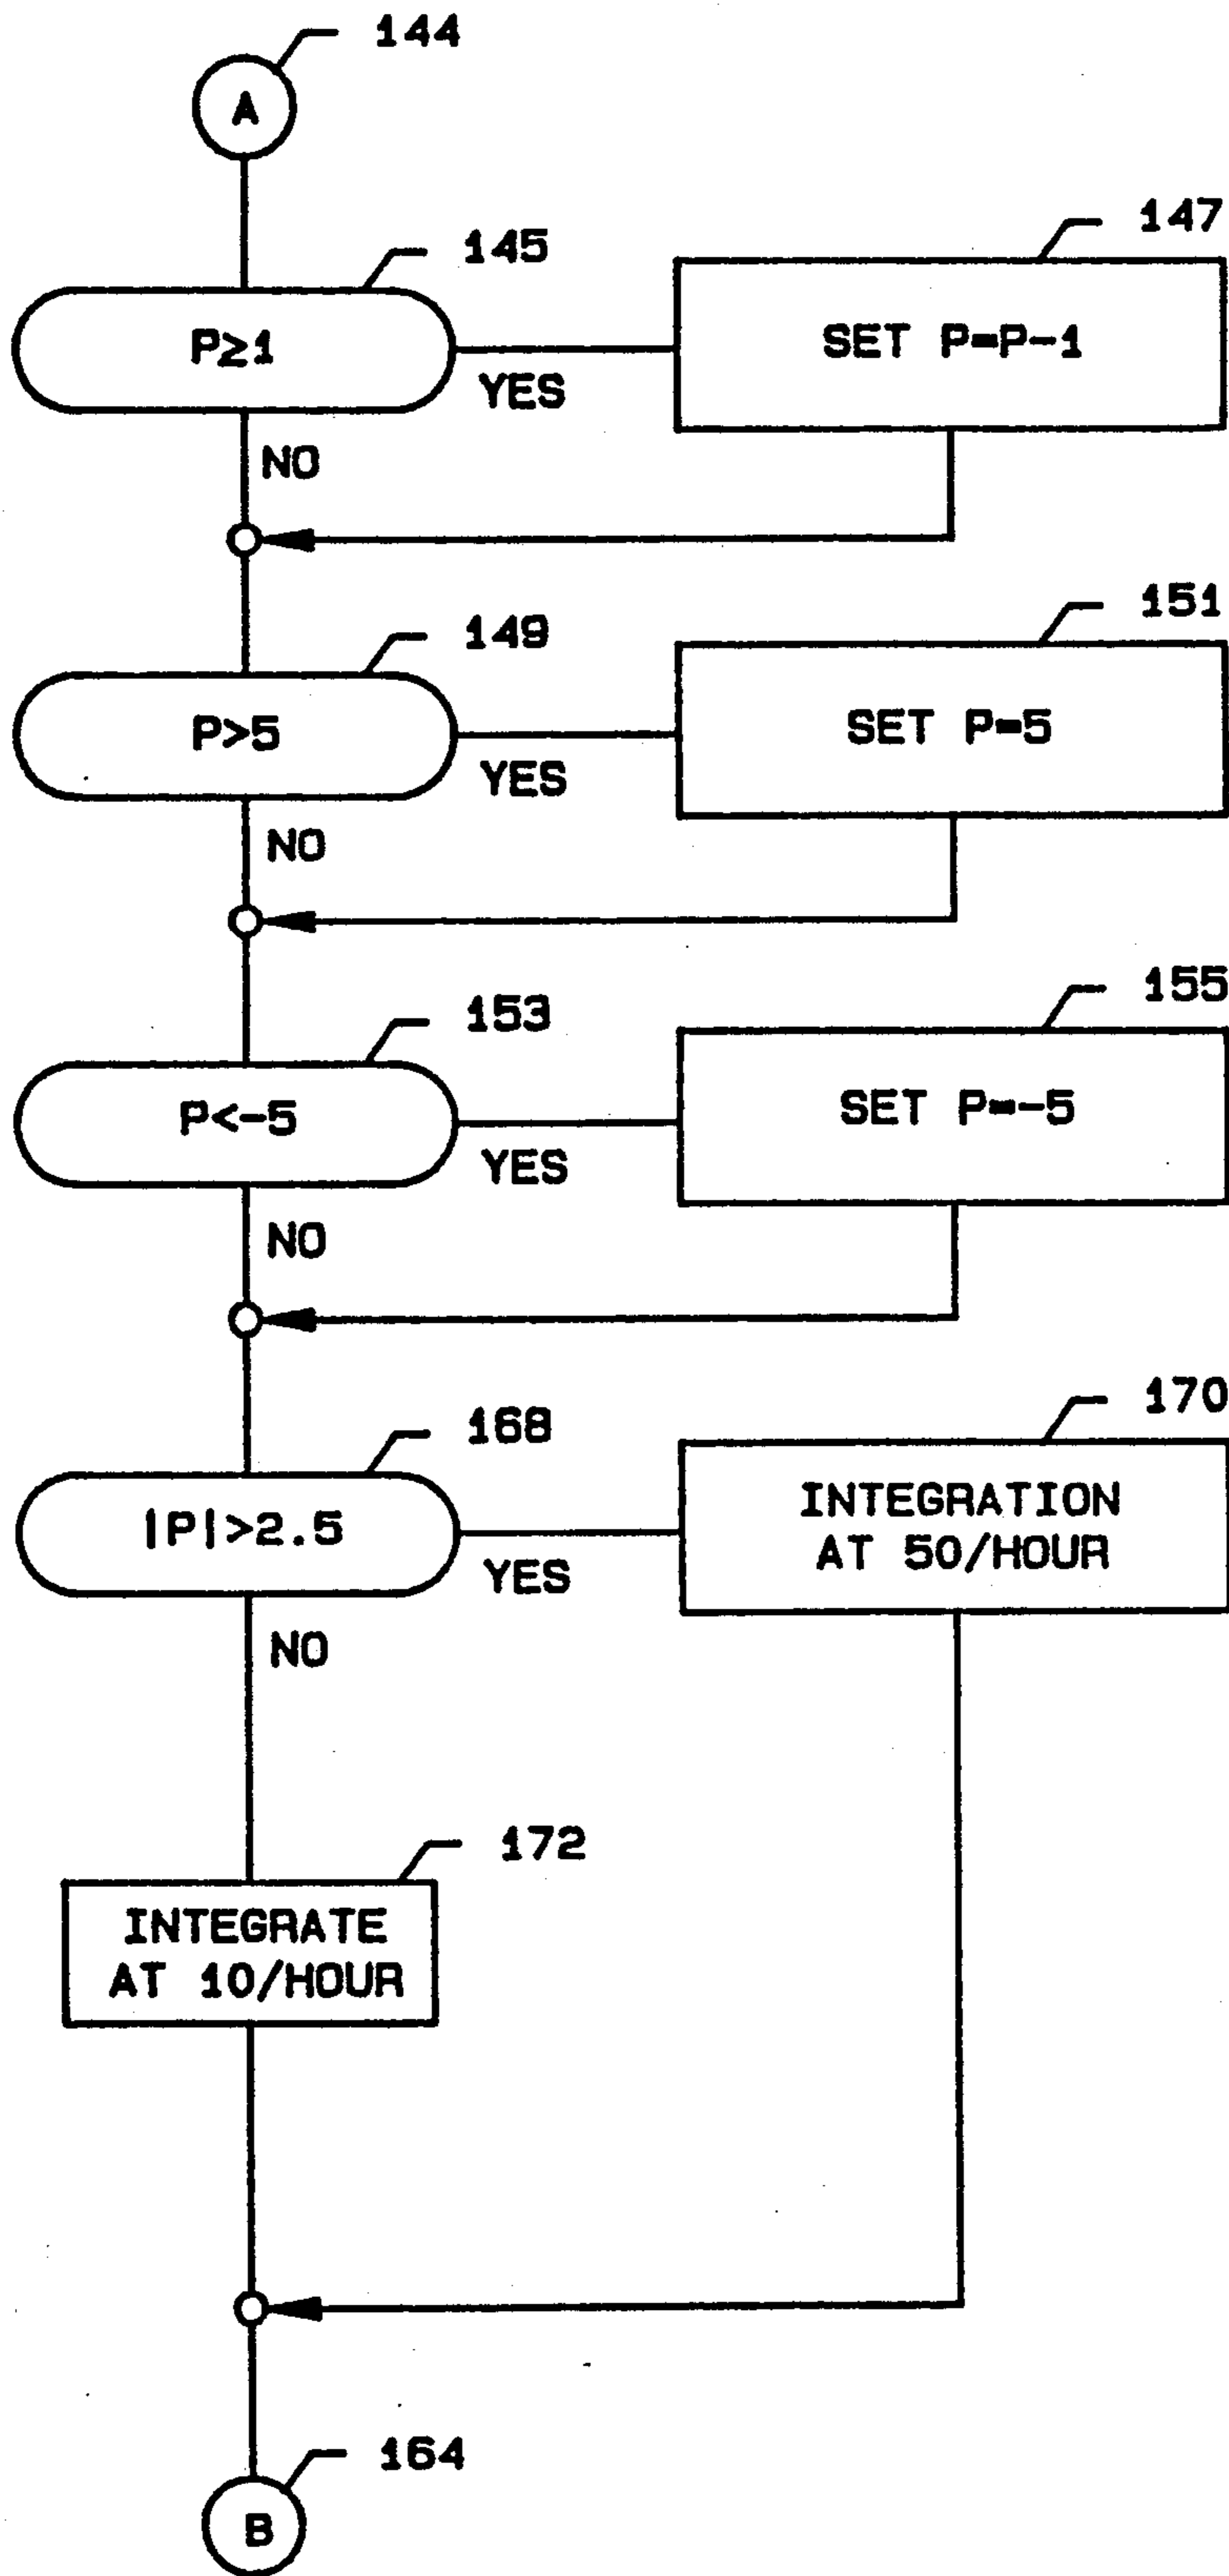 144
A
145
147
P≥1
SET P=P-1
YES
NO
149
151
P>5
SET P=5
YES
NO
153
155
P<-5
SET P=-5
YES
NO
168
170
|P|>2.5
INTEGRATION
AT 50/HOUR
YES
NO
172
INTEGRATE
AT 10/HOUR
164
B